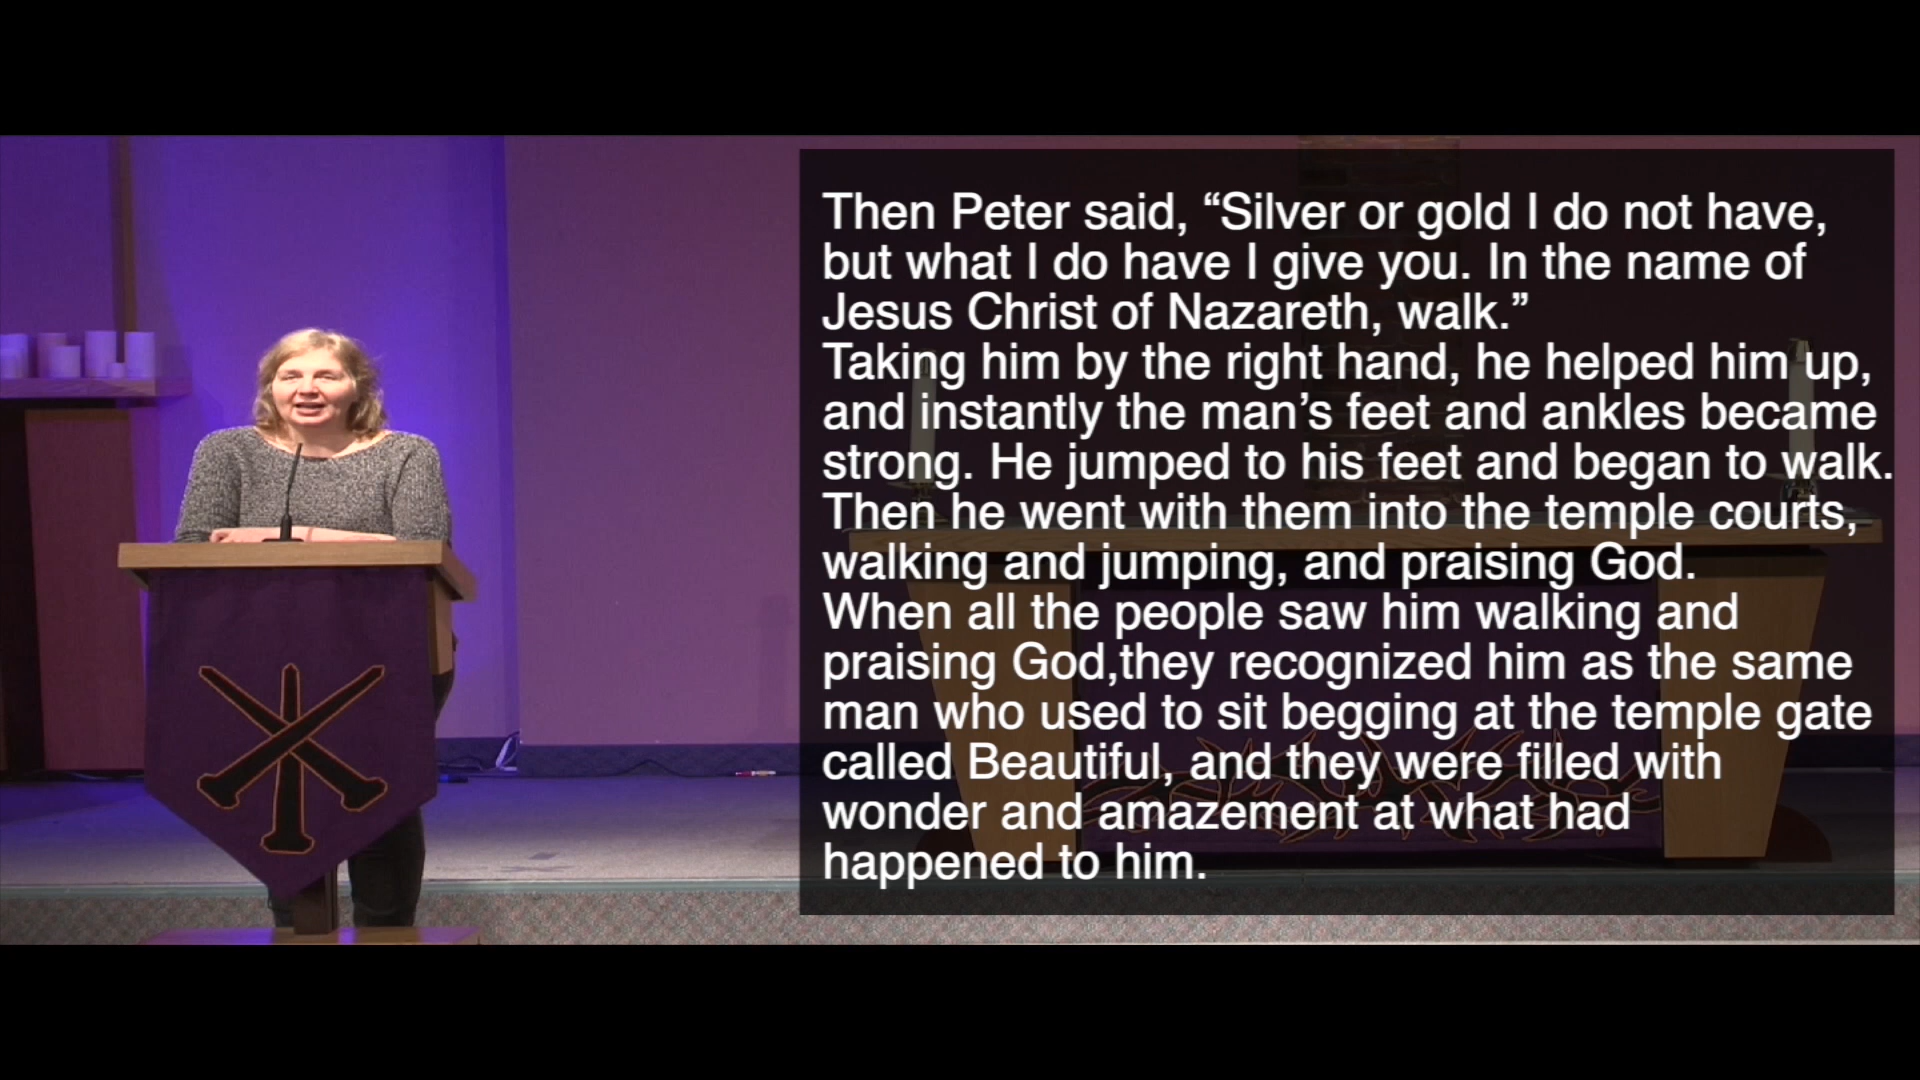 Then Peter said, “Silver or gold I do not have,
but what I do have I give you. In the name of
Jesus Christ of Nazareth, walk.”
Taking him by the right hand, he helped him up,
and instantly the man’s feet and ankles became
strong. He jumped to his feet and began to walk.
Then he went with them into the temple courts,
walking and jumping, and praising God.
When all the people saw him walking and
praising God,they recognized him as the same
man who used to sit begging at the temple gate
called Beautiful, and they were filled with
wonder and amazement at what had
happened to him.